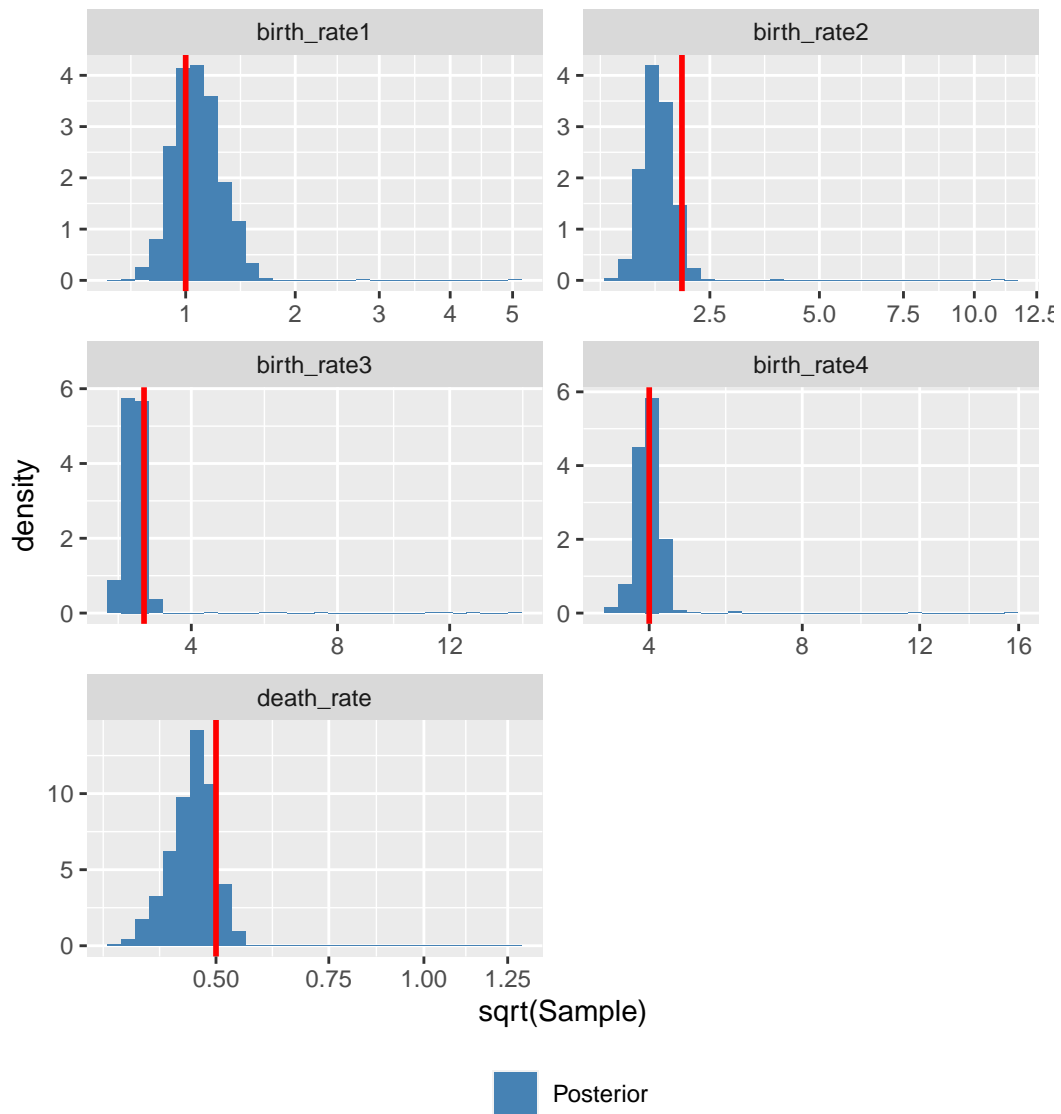 birth_rate1 birth_rate2
4 4
3 3
2 2
1 1
0 0
1 2 3 4 5 2.5 5.0 7.5 10.0 12.5
birth_rate3 birth_rate4
6 6
4 4
2 2
0 0
4 8 12 4 8 12 16
density
death_rate
10
5
0
0.50 0.75 1.00 1.25
sqrt(Sample)
Posterior